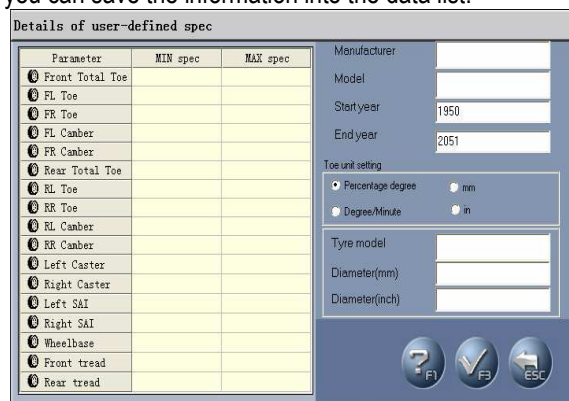 you can save the information into the data list.
Details of user-defined spec
Parameter MIN spec MAX spec
Front Total Toe
FL Toe
FR Toe
FL Camber
FR Camber
Rear Total Toe
RL Toe
RR Toe
RL Camber
RR Camber
Left Caster
Right Caster
Left SAI
Right SAI
Wheelbase
Front tread
Rear tread
Manufacturer
Model
Start year 1950
End year 2051
Toe unit setting
Percentage degree mm
Degree/Minute in
Tyre model
Diameter(mm)
Diameter(inch)
? F1 F3 ESC